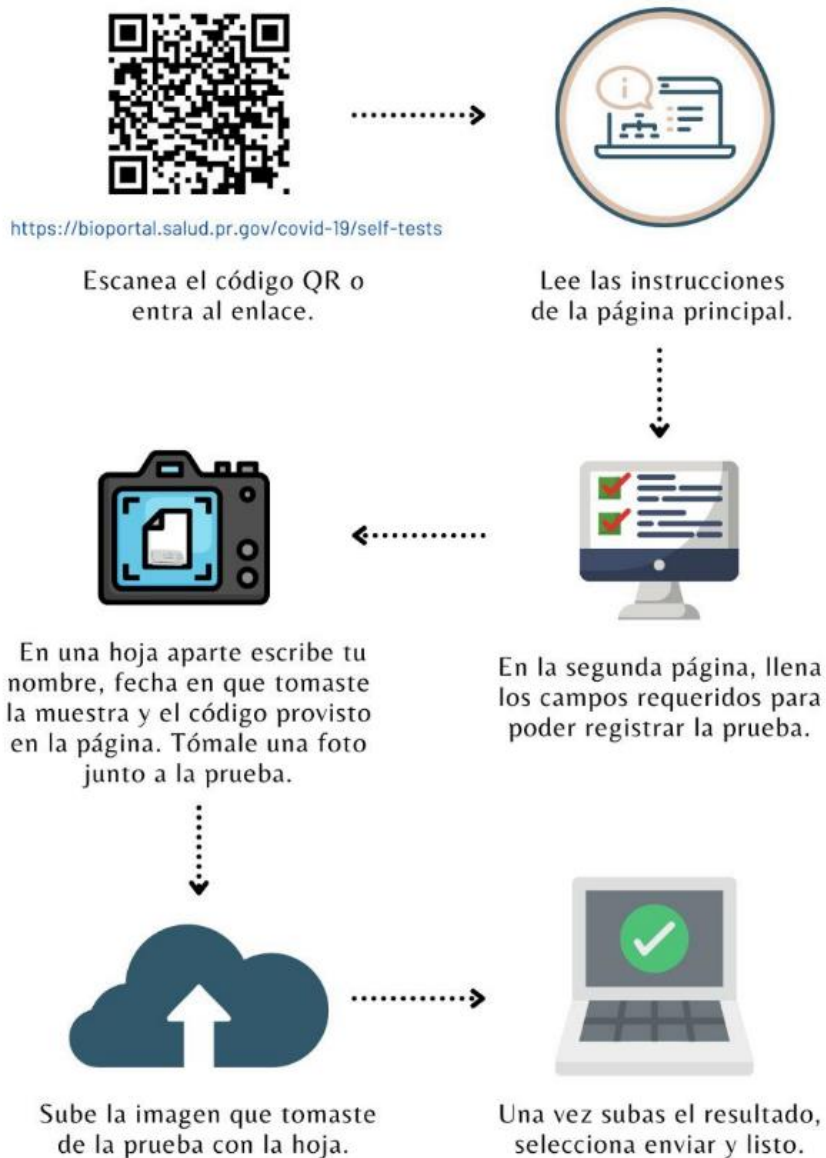 https://bioportal.salud.pr.gov/covid-19/self-tests
Escanea el código QR o
entra al enlace.
Lee las instrucciones
de la página principal.
En la segunda página, llena
los campos requeridos para
poder registrar la prueba.
En una hoja aparte escribe tu
nombre, fecha en que tomaste
la muestra y el código provisto
en la página. Tómale una foto
junto a la prueba.
Sube la imagen que tomaste
de la prueba con la hoja.
Una vez subas el resultado,
selecciona enviar y listo.